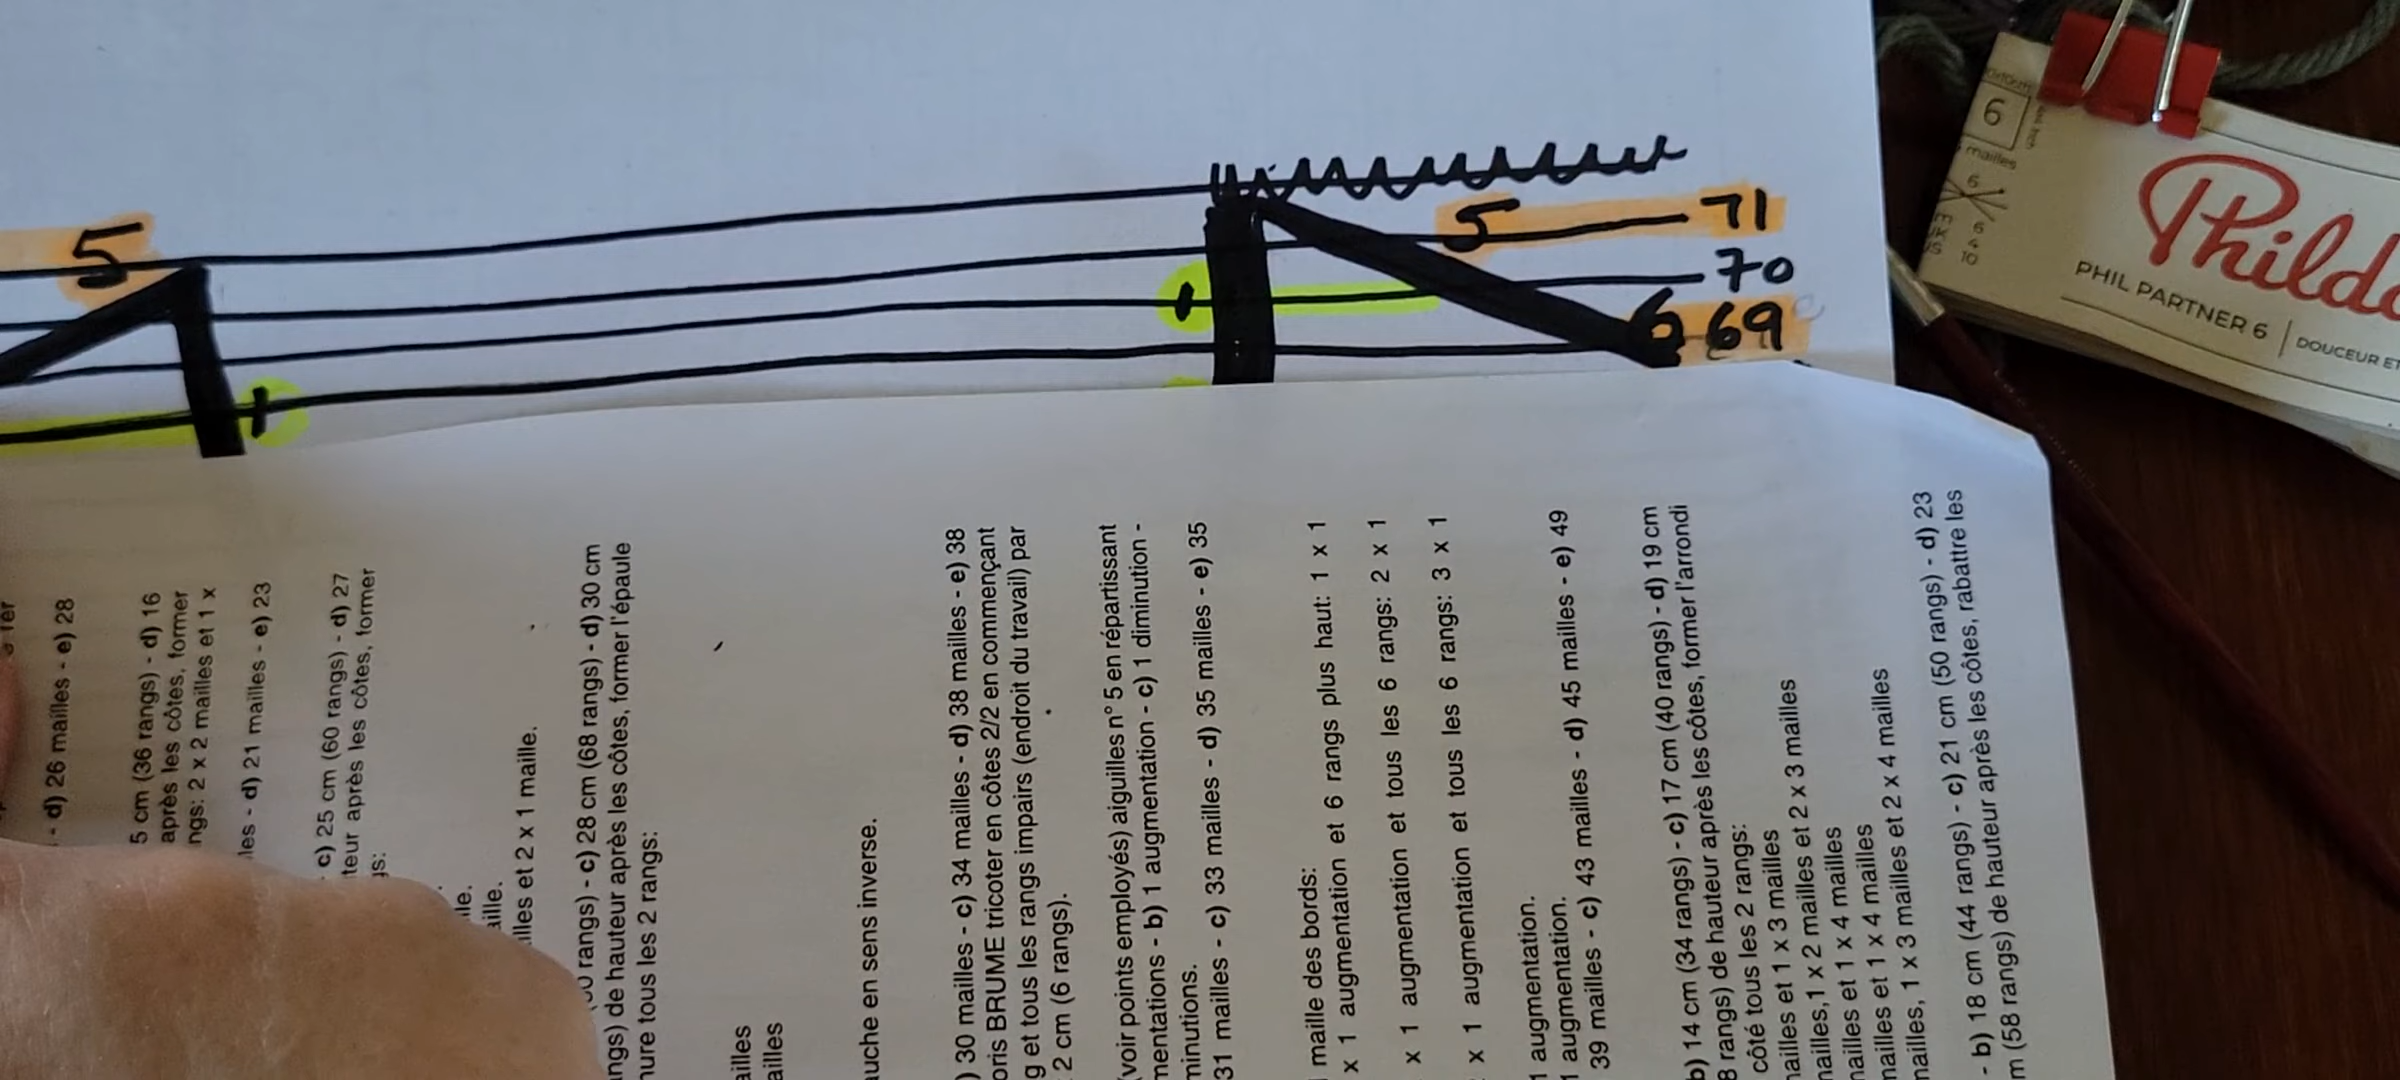 5
5 71
70
6 69
6
mailles
6
10
Phild
PHIL PARTNER 6 | DOUCEUR ET
- d) 26 mailles - e) 28
5 cm (36 rangs) - d) 16
après les côtes, former
ngs: 2 x 2 mailles et 1 x
les - d) 21 mailles - e) 23
c) 25 cm (60 rangs) - d) 27
teur après les côtes, former
gs:
lle.
aille.
illes et 2 x 1 maille.
rangs) - c) 28 cm (68 rangs) - d) 30 cm
angs) de hauteur après les côtes, former l'épaule
nure tous les 2 rangs:
ailles
ailles
auche en sens inverse.
) 30 mailles - c) 34 mailles - d) 38 mailles - e) 38
oris BRUME tricoter en côtes 2/2 en commençant
g et tous les rangs impairs (endroit du travail) par
2 cm (6 rangs).
(voir points employés) aiguilles n° 5 en répartissant
mentations - b) 1 augmentation - c) 1 diminution -
minutions.
31 mailles - c) 33 mailles - d) 35 mailles - e) 35
maille des bords:
x 1 augmentation et 6 rangs plus haut: 1 x 1
x 1 augmentation et tous les 6 rangs: 2 x 1
x 1 augmentation et tous les 6 rangs: 3 x 1
1 augmentation.
1 augmentation.
39 mailles - c) 43 mailles - d) 45 mailles - e) 49
b) 14 cm (34 rangs) - c) 17 cm (40 rangs) - d) 19 cm
8 rangs) de hauteur après les côtes, former l'arrondi
côté tous les 2 rangs:
nailles et 1 x 3 mailles
nailles,1 x 2 mailles et 2 x 3 mailles
nailles et 1 x 4 mailles
nailles et 1 x 4 mailles
nailles, 1 x 3 mailles et 2 x 4 mailles
- b) 18 cm (44 rangs) - c) 21 cm (50 rangs) - d) 23
m (58 rangs) de hauteur après les côtes, rabattre les